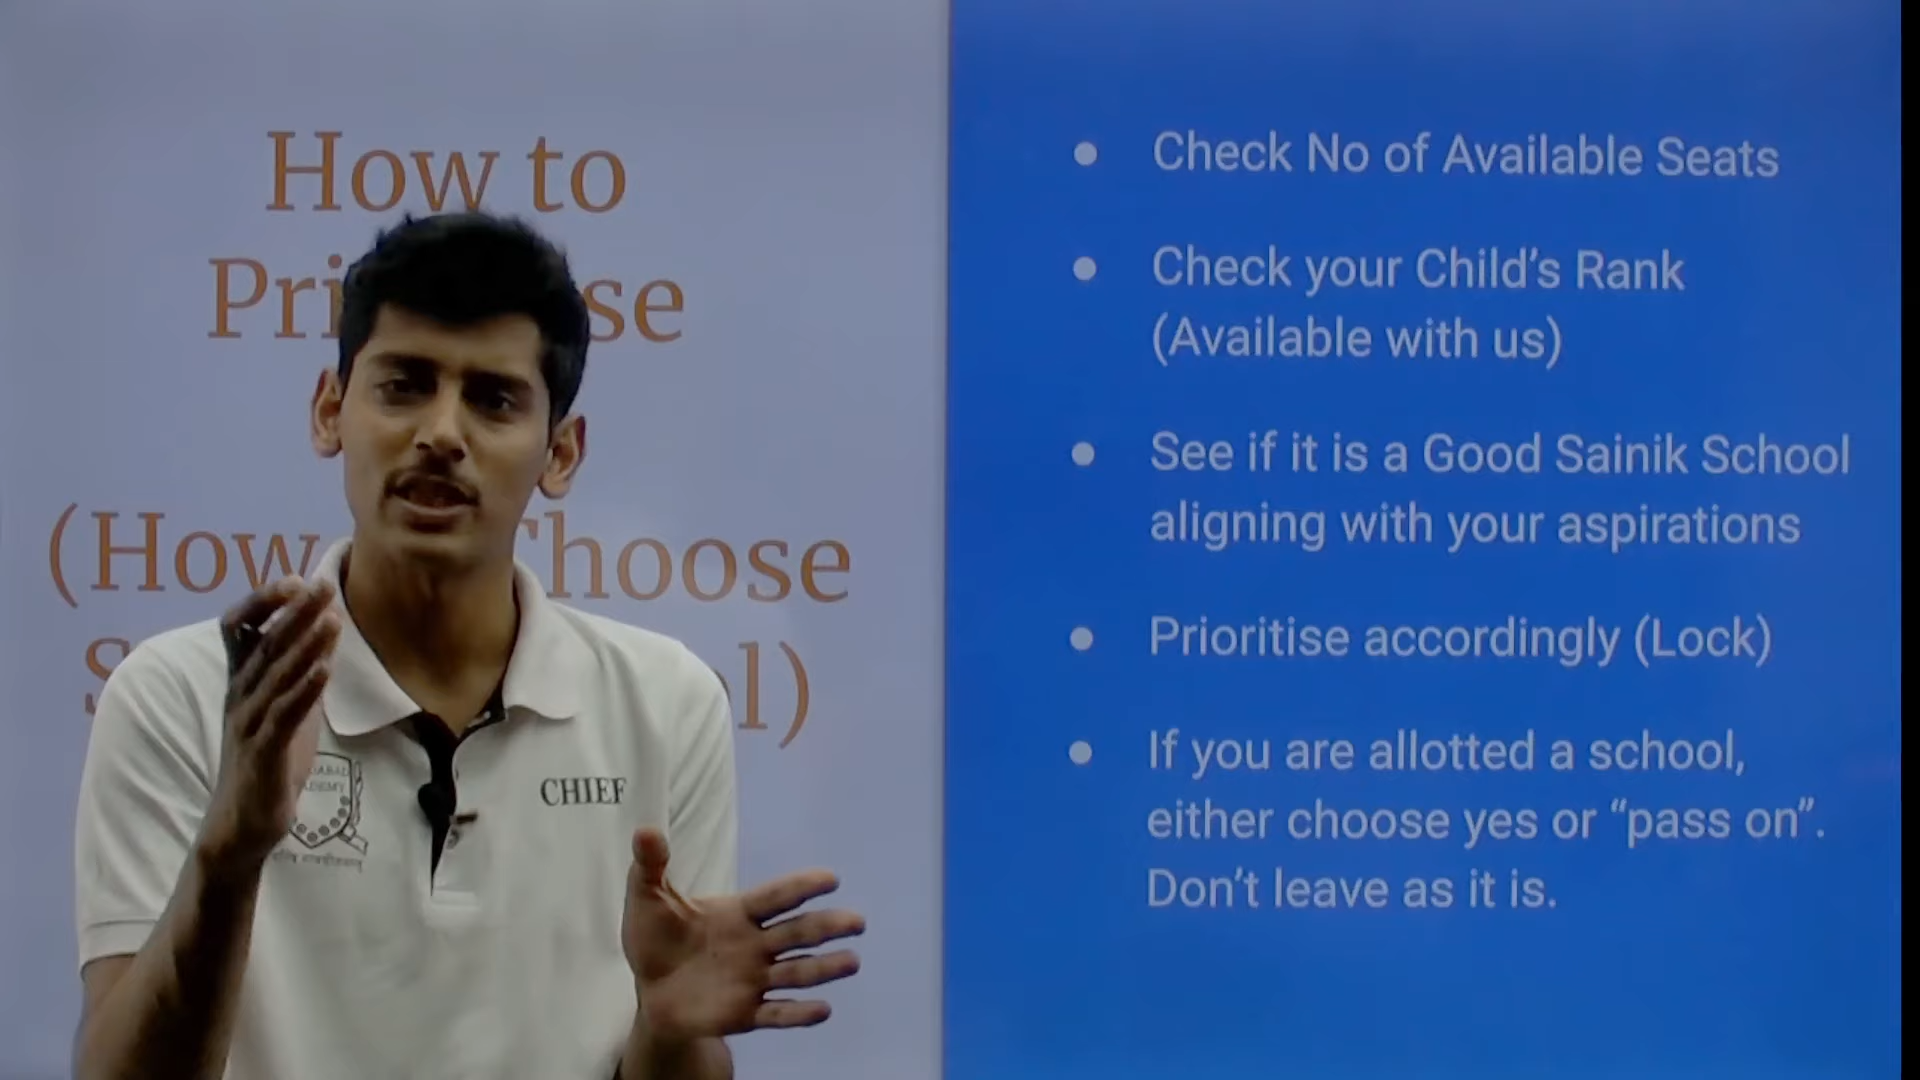 How to
(How
hoose
l)
Check No of Available Seats
Check your Child's Rank
(Available with us)
See if it is a Good Sainik School
aligning with your aspirations
Prioritise accordingly (Lock)
If you are allotted a school,
either choose yes or “pass on”.
Don't leave as it is.
CHIEF